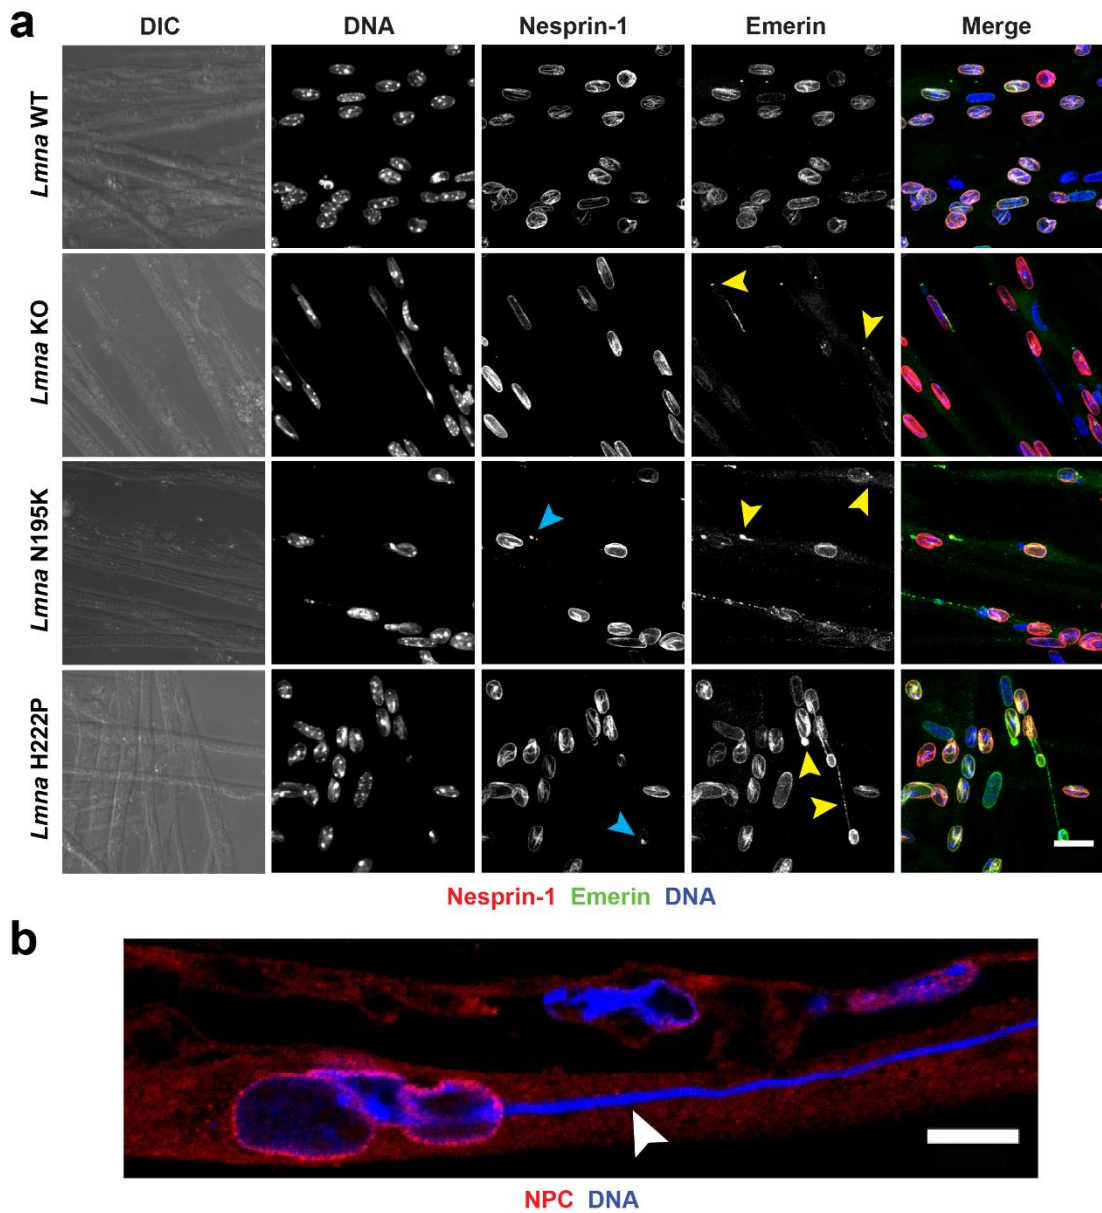 a
DIC DNA Nesprin-1 Emerin Merge
Lmna WT
Lmna KO
Lmna N195K
Lmna H222P
Nesprin-1 Emerin DNA
b
NPC DNA